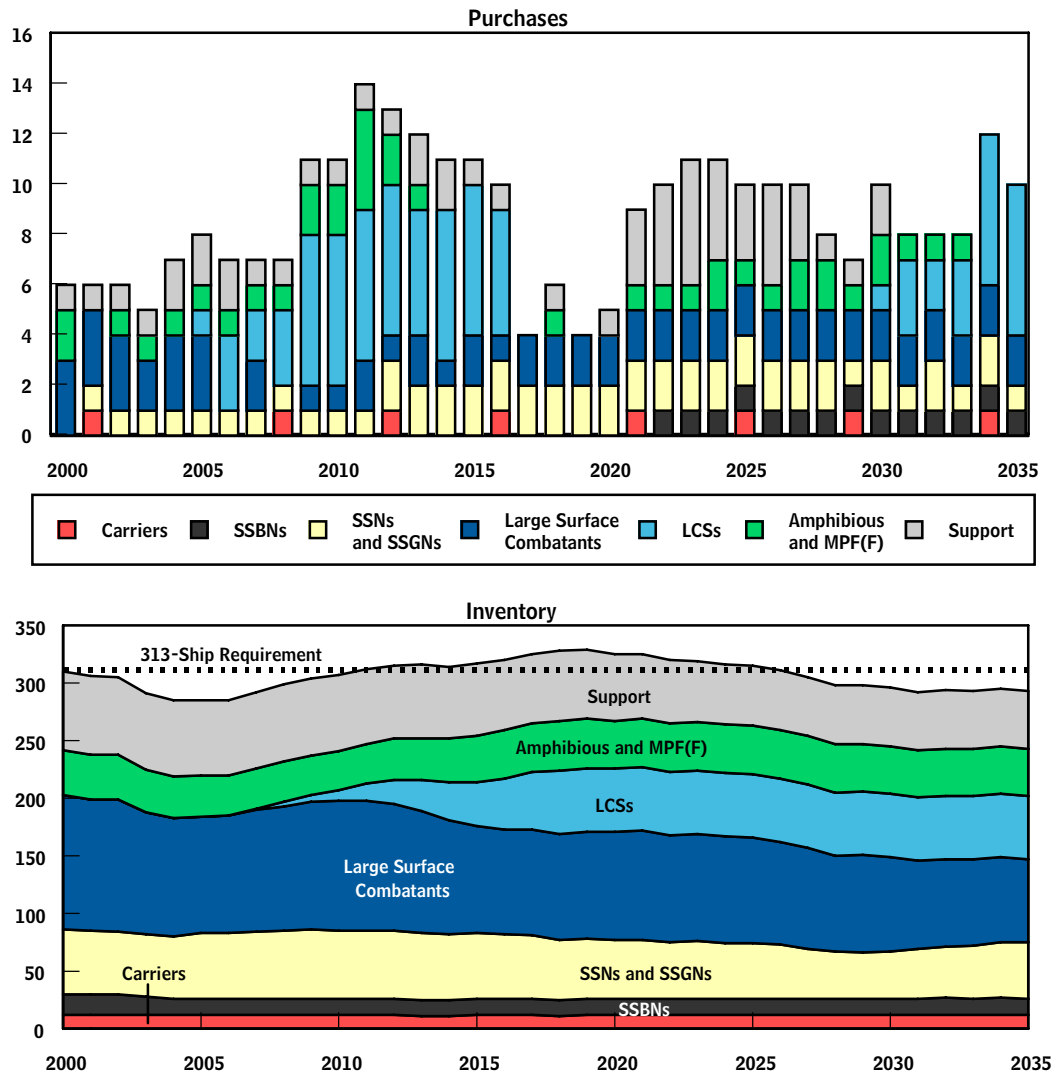 Purchases
16
14
12
10
8
6
4
2
0
2000 2005 2010 2015 2020 2025 2030 2035
Carriers SSBNs SSNs and SSGNs Large Surface Combatants LCSs Amphibious and MPF(F) Support
Inventory
350
313-Ship Requirement
300
Support
250
Amphibious and MPF(F)
200
LCSs
150
Large Surface
Combatants
100
Carriers
SSNs and SSGNs
50
SSBNs
0
2000 2005 2010 2015 2020 2025 2030 2035